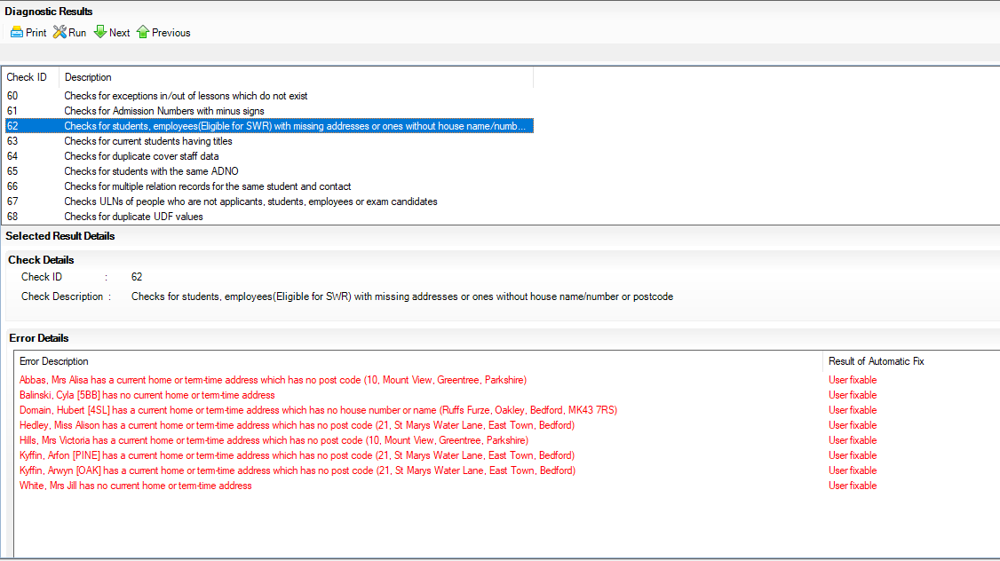 Diagnostic Results
Print Run Next Previous
Check ID Description
60 Checks for exceptions in/out of lessons which do not exist
61 Checks for Admission Numbers with minus signs
62 Checks for students, employees(Eligible for SWR) with missing addresses or ones without house name/numb...
63 Checks for current students having titles
64 Checks for duplicate cover staff data
65 Checks for students with the same ADNO
66 Checks for multiple relation records for the same student and contact
67 Checks ULNs of people who are not applicants, students, employees or exam candidates
68 Checks for duplicate UDF values
Selected Result Details
Check Details
Check ID : 62
Check Description : Checks for students, employees(Eligible for SWR) with missing addresses or ones without house name/number or postcode
Error Details
Error Description Result of Automatic Fix
Abbas, Mrs Alisa has a current home or term-time address which has no post code (10, Mount View, Greentree, Parkshire) User fixable
Balinski, Cyla [5BB] has no current home or term-time address User fixable
Domain, Hubert [4SL] has a current home or term-time address which has no house number or name (Ruffs Furze, Oakley, Bedford, MK43 7RS) User fixable
Hedley, Miss Alison has a current home or term-time address which has no post code (21, St Marys Water Lane, East Town, Bedford) User fixable
Hills, Mrs Victoria has a current home or term-time address which has no post code (10, Mount View, Greentree, Parkshire) User fixable
Kyffin, Arfon [PINE] has a current home or term-time address which has no post code (21, St Marys Water Lane, East Town, Bedford) User fixable
Kyffin, Arwyn [OAK] has a current home or term-time address which has no post code (21, St Marys Water Lane, East Town, Bedford) User fixable
White, Mrs Jill has no current home or term-time address User fixable